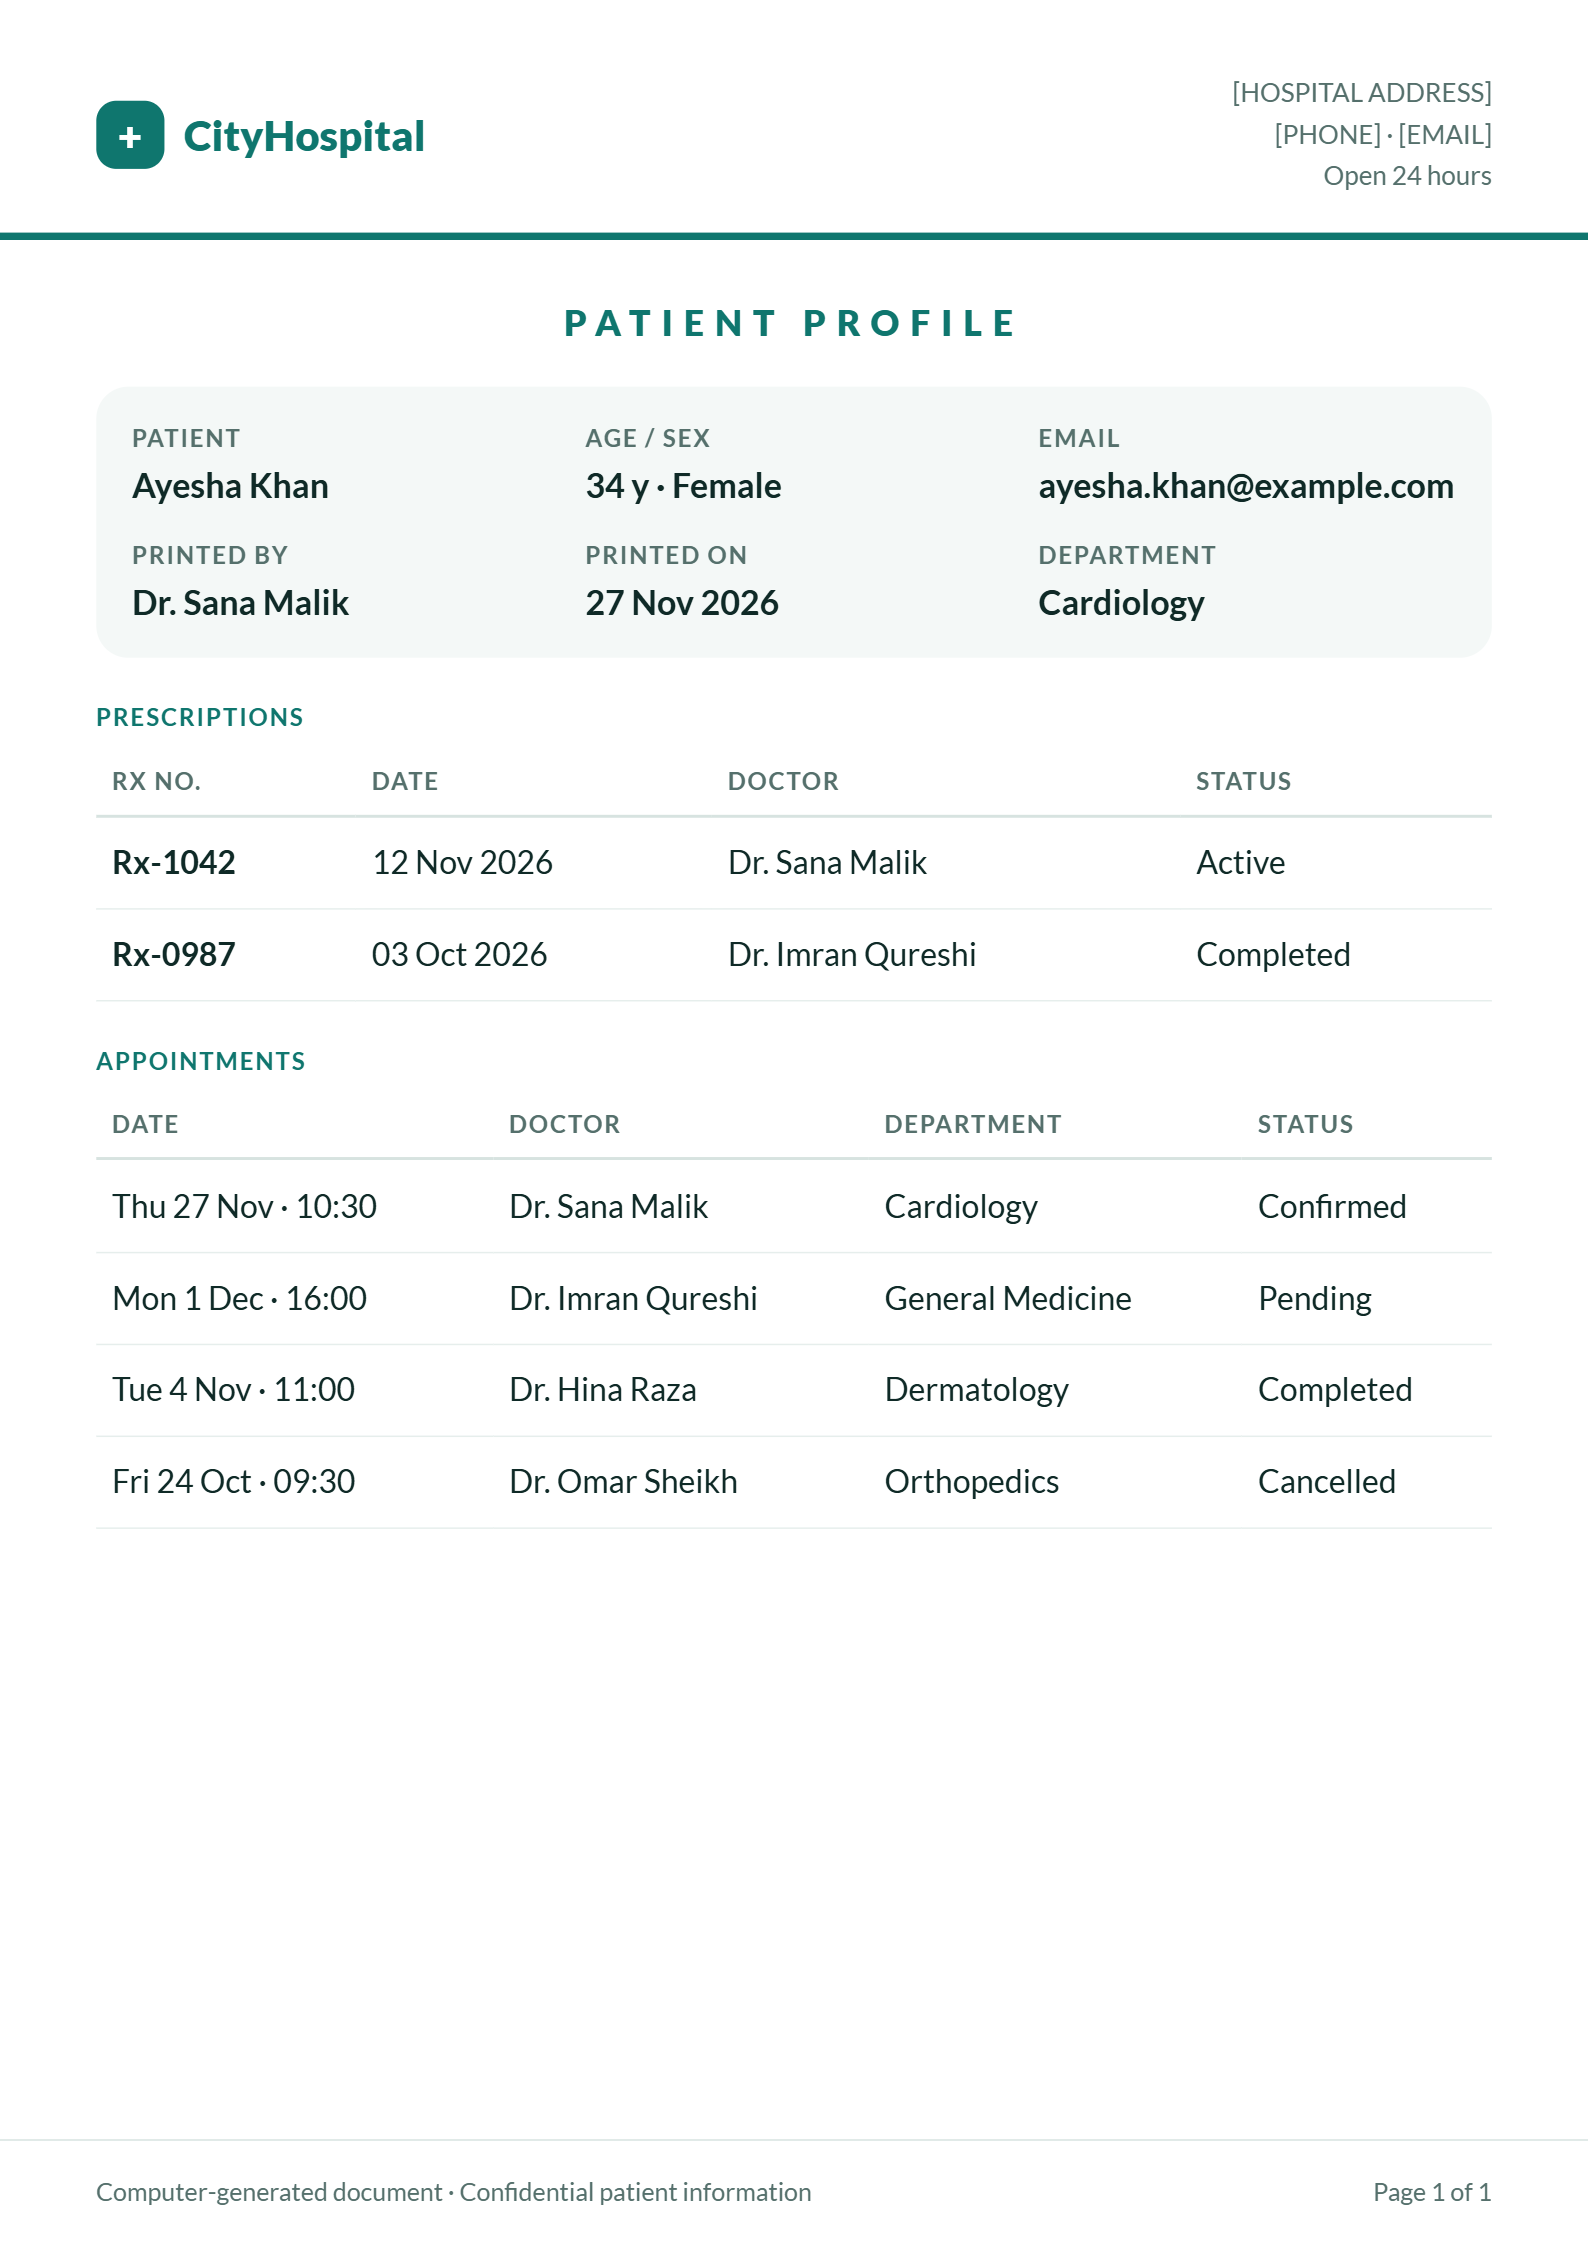 + CityHospital
[HOSPITAL ADDRESS]
[PHONE] · [EMAIL]
Open 24 hours
PATIENT PROFILE
PATIENT AGE / SEX EMAIL
Ayesha Khan 34 y · Female ayesha.khan@example.com
PRINTED BY PRINTED ON DEPARTMENT
Dr. Sana Malik 27 Nov 2026 Cardiology
PRESCRIPTIONS
RX NO. DATE DOCTOR STATUS
Rx-1042 12 Nov 2026 Dr. Sana Malik Active
Rx-0987 03 Oct 2026 Dr. Imran Qureshi Completed
APPOINTMENTS
DATE DOCTOR DEPARTMENT STATUS
Thu 27 Nov · 10:30 Dr. Sana Malik Cardiology Confirmed
Mon 1 Dec · 16:00 Dr. Imran Qureshi General Medicine Pending
Tue 4 Nov · 11:00 Dr. Hina Raza Dermatology Completed
Fri 24 Oct · 09:30 Dr. Omar Sheikh Orthopedics Cancelled
Computer-generated document · Confidential patient information Page 1 of 1